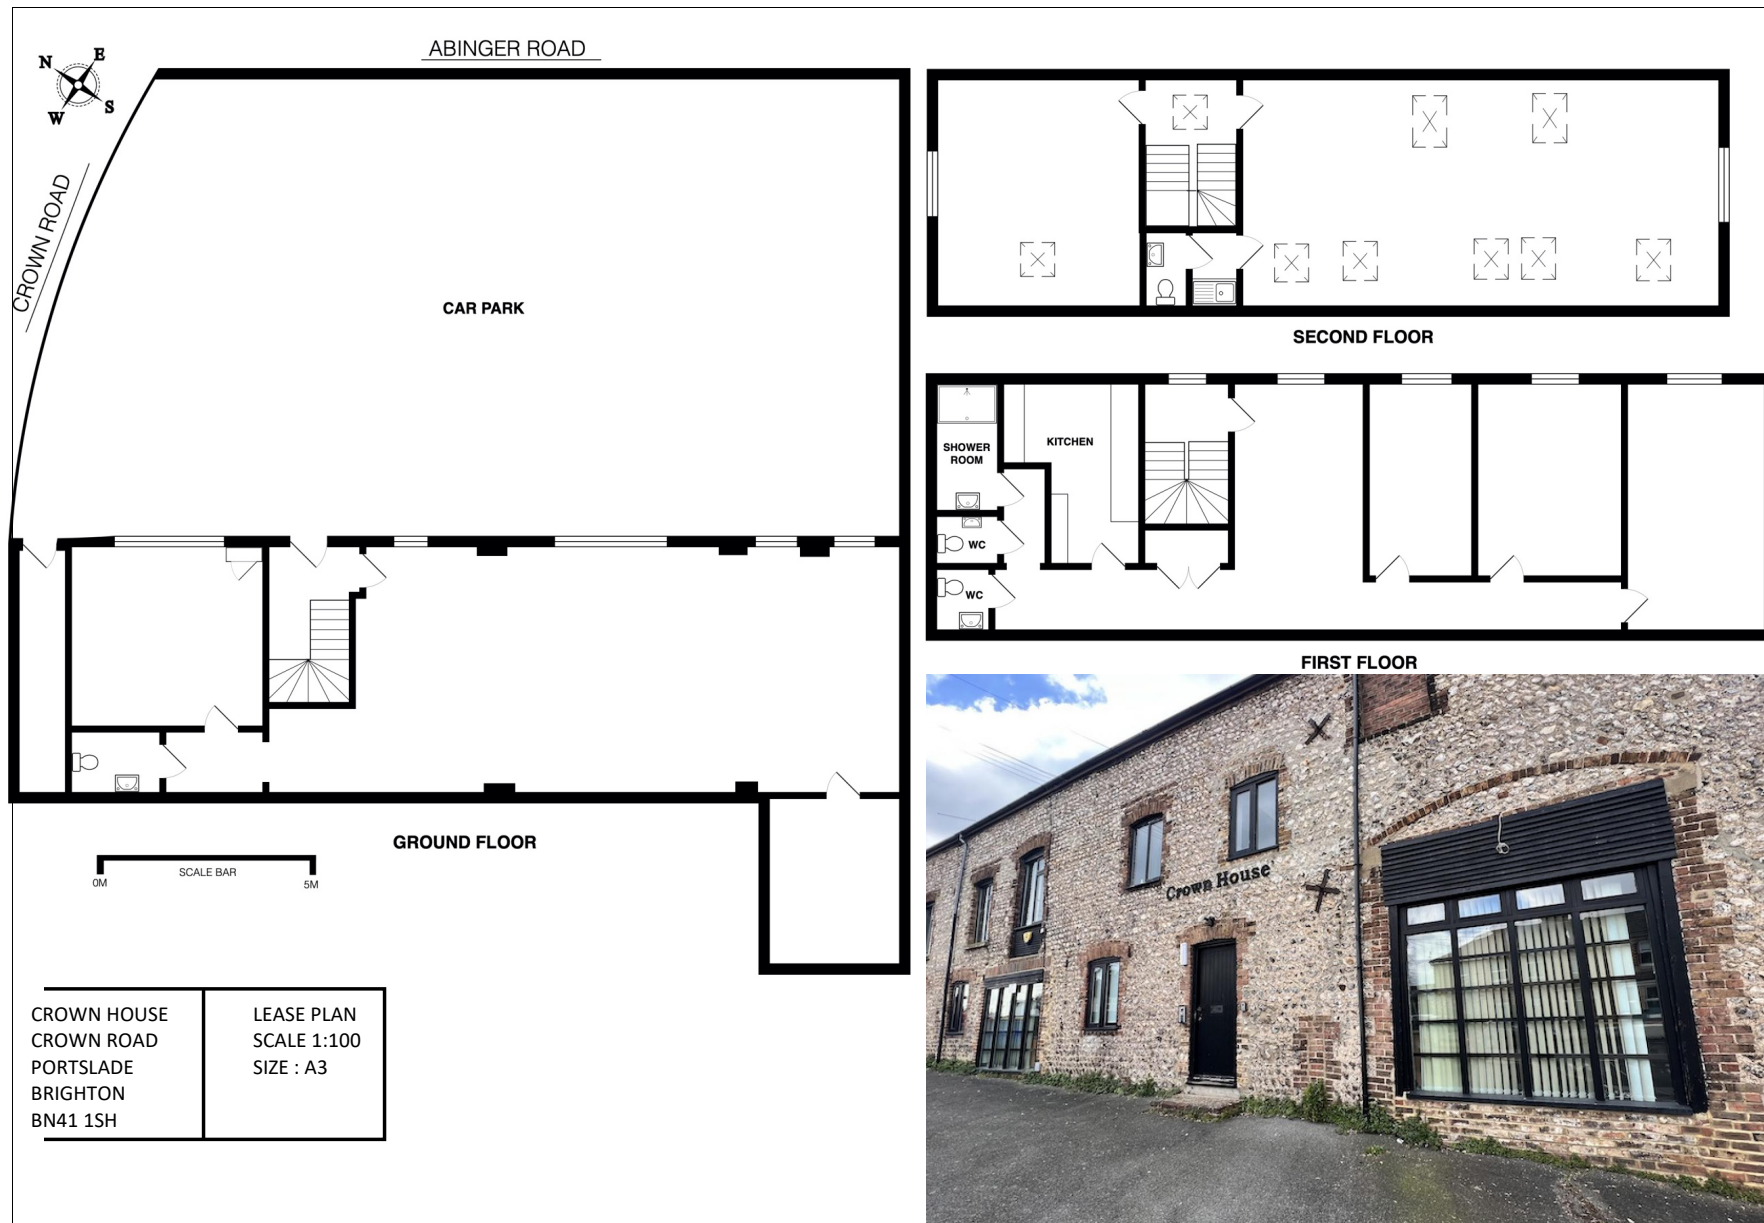 ABINGER ROAD
N
E
W
S
CROWN ROAD
CAR PARK
SECOND FLOOR
SHOWER
ROOM
KITCHEN
WC
WC
FIRST FLOOR
GROUND FLOOR
0M
SCALE BAR
5M
Crown House
CROWN HOUSE
CROWN ROAD
PORTSLADE
BRIGHTON
BN41 1SH
LEASE PLAN
SCALE 1:100
SIZE : A3